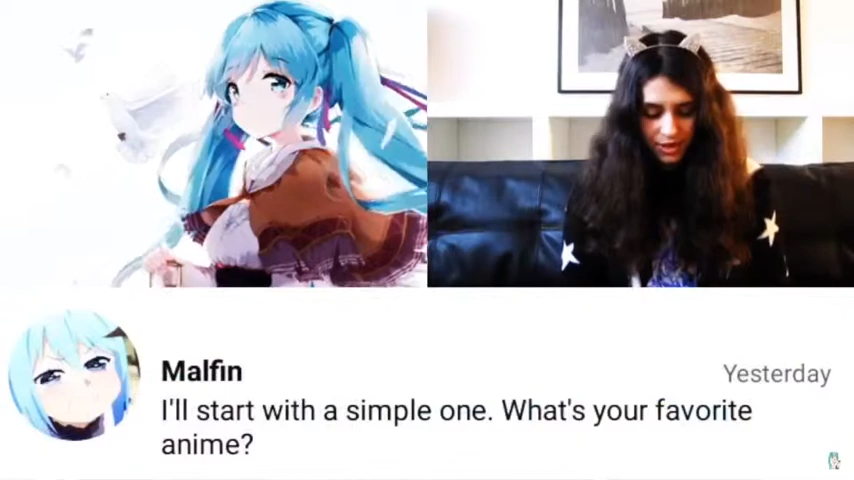 Malfin
Yesterday
I'll start with a simple one. What's your favorite
anime?